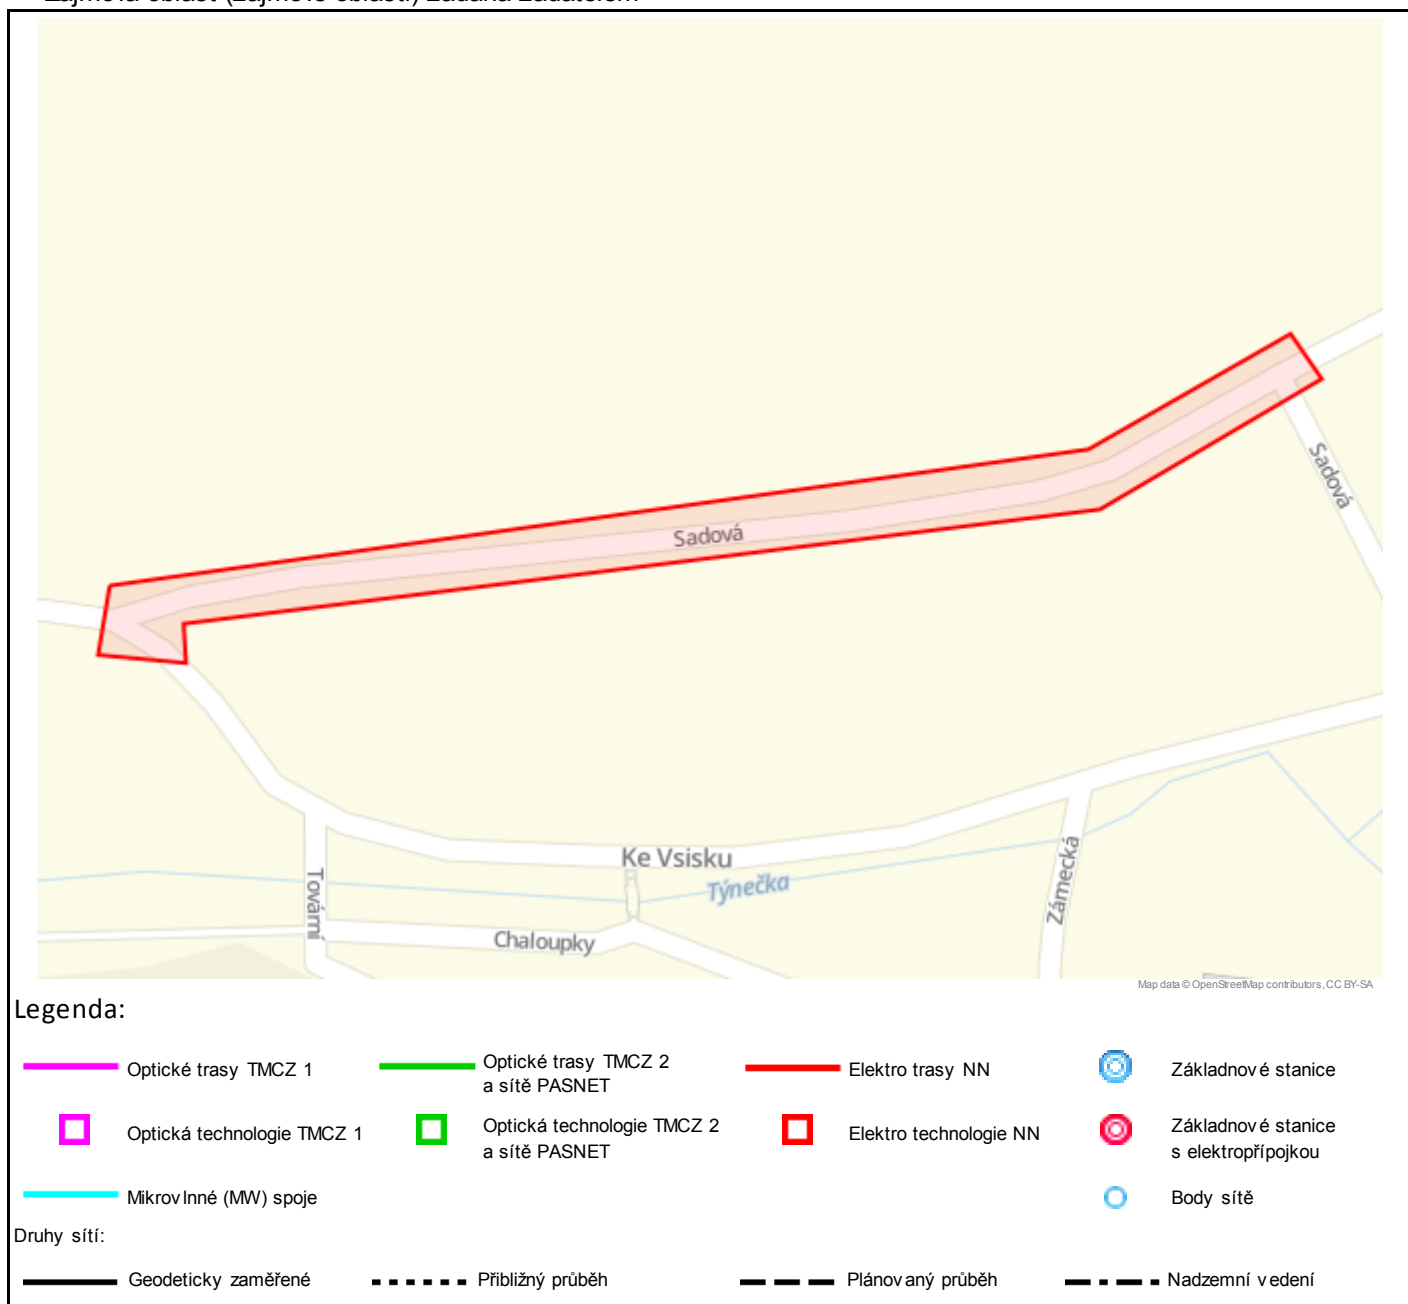 Sadová
Sadová
Ke Vsisku
Týnečka
Tovární
Zámecká
Chaloupky
Map data © OpenStreetMap contributors, CC BY-SA
Legenda:
Optické trasy TMCZ 1
Optické trasy TMCZ 2
a sítě PASNET
Elektro trasy NN
Základnové stanice
Optická technologie TMCZ 1
Optická technologie TMCZ 2
a sítě PASNET
Elektro technologie NN
Základnové stanice
s elektropřípojkou
Mikrovlnné (MW) spoje
Body sítě
Druhy sítí:
Geodeticky zaměřené
Přibližný průběh
Plánovaný průběh
Nadzemní vedení